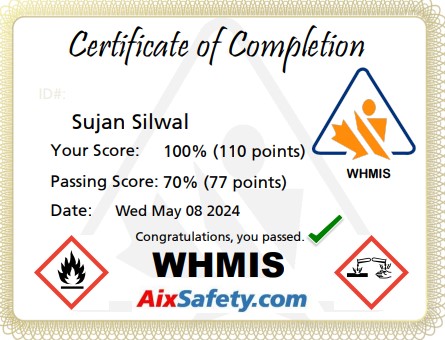 Certificate of Completion
ID#:
Sujan Silwal
Your Score: 100% (110 points)
WHMIS
Passing Score: 70% (77 points)
Date: Wed May 08 2024
Congratulations, you passed.
WHMIS
AixSafety.com